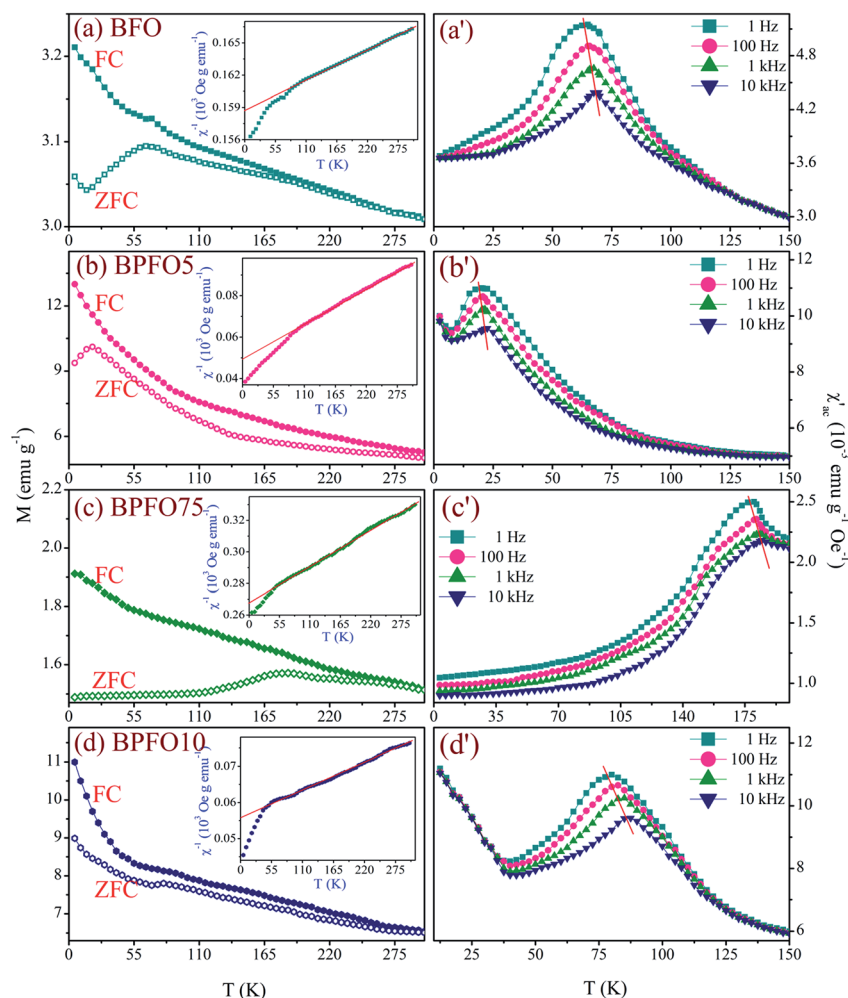 (a) BFO
FC
ZFC
3.2
3.1
3.0
0 55 110 165 220 275
χ⁻¹ (10³ Oe g emu⁻¹)
0.165
0.162
0.159
0.156
0 55 110 165 220 275
T (K)
(a')
1 Hz
100 Hz
1 kHz
10 kHz
4.8
4.2
3.6
3.0
0 25 50 75 100 125 150
(b) BPFO5
FC
ZFC
12
9
6
0 55 110 165 220 275
χ⁻¹ (10³ Oe g emu⁻¹)
0.10
0.08
0.06
0.04
0 55 110 165 220 275
T (K)
(b')
1 Hz
100 Hz
1 kHz
10 kHz
11
10
8
6
0 25 50 75 100 125 150
M (emu g⁻¹)
χ'ac (10⁻³ emu g⁻¹ Oe⁻¹)
(c) BPFO75
FC
ZFC
2.2
2.0
1.8
1.6
0 55 110 165 220 275
χ⁻¹ (10³ Oe g emu⁻¹)
0.32
0.30
0.28
0.26
0 55 110 165 220 275
T (K)
(c')
1 Hz
100 Hz
1 kHz
10 kHz
2.5
2.0
1.5
1.0
0 35 70 105 140 175
(d) BPFO10
FC
ZFC
11
10
9
8
7
0 55 110 165 220 275
χ⁻¹ (10³ Oe g emu⁻¹)
0.07
0.06
0.05
0 55 110 165 220 275
T (K)
(d')
1 Hz
100 Hz
1 kHz
10 kHz
11
10
8
6
25 50 75 100 125 150
T (K)
T (K)